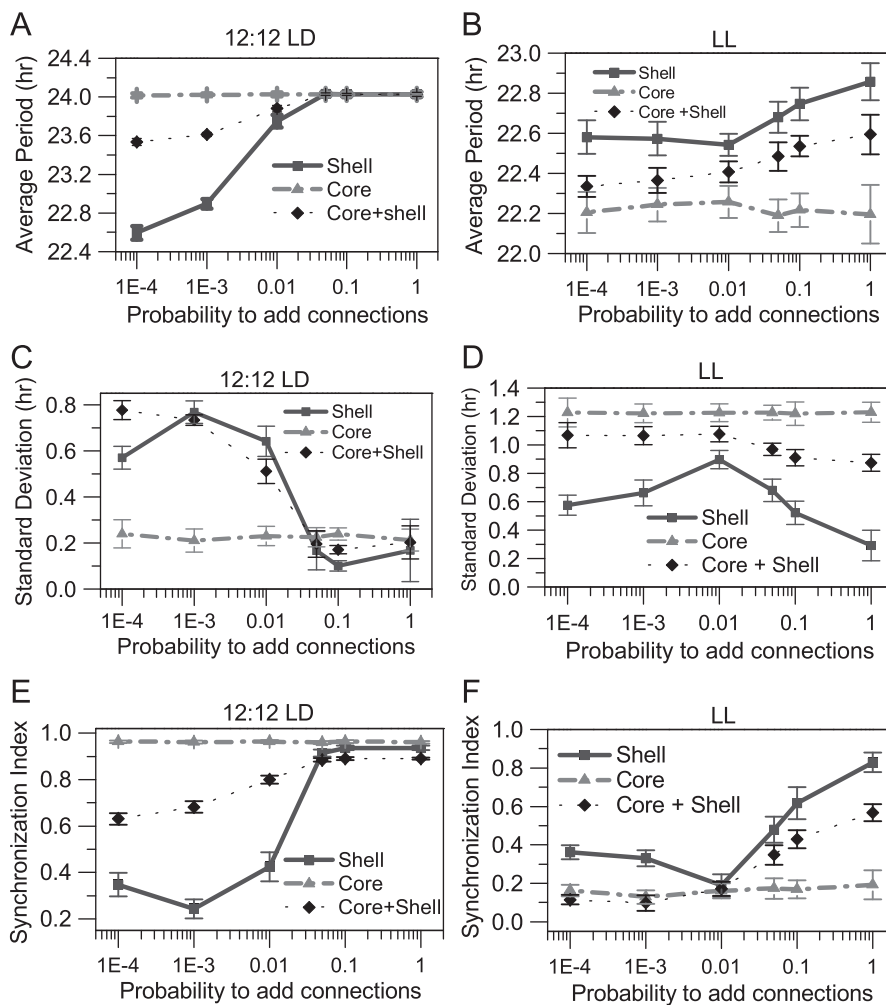 A
12:12 LD
Average Period (hr)
24.4
24.0
23.6
23.2
22.8
22.4
Shell
Core
Core+shell
1E-4 1E-3 0.01 0.1 1
Probability to add connections
B
LL
Average Period (hr)
23.0
22.8
22.6
22.4
22.2
22.0
Shell
Core
Core +Shell
1E-4 1E-3 0.01 0.1 1
Probability to add connections
C
12:12 LD
Standard Deviation (hr)
0.8
0.6
0.4
0.2
0.0
Shell
Core
Core+Shell
1E-4 1E-3 0.01 0.1 1
Probability to add connections
D
LL
Standard Deviation (hr)
1.4
1.2
1.0
0.8
0.6
0.4
0.2
0.0
Shell
Core
Core + Shell
1E-4 1E-3 0.01 0.1 1
Probability to add connections
E
12:12 LD
Synchronization Index
1.0
0.8
0.6
0.4
0.2
Shell
Core
Core+Shell
1E-4 1E-3 0.01 0.1 1
Probability to add connections
F
LL
Synchronization Index
1.0
0.8
0.6
0.4
0.2
0.0
Shell
Core
Core + Shell
1E-4 1E-3 0.01 0.1 1
Probability to add connections